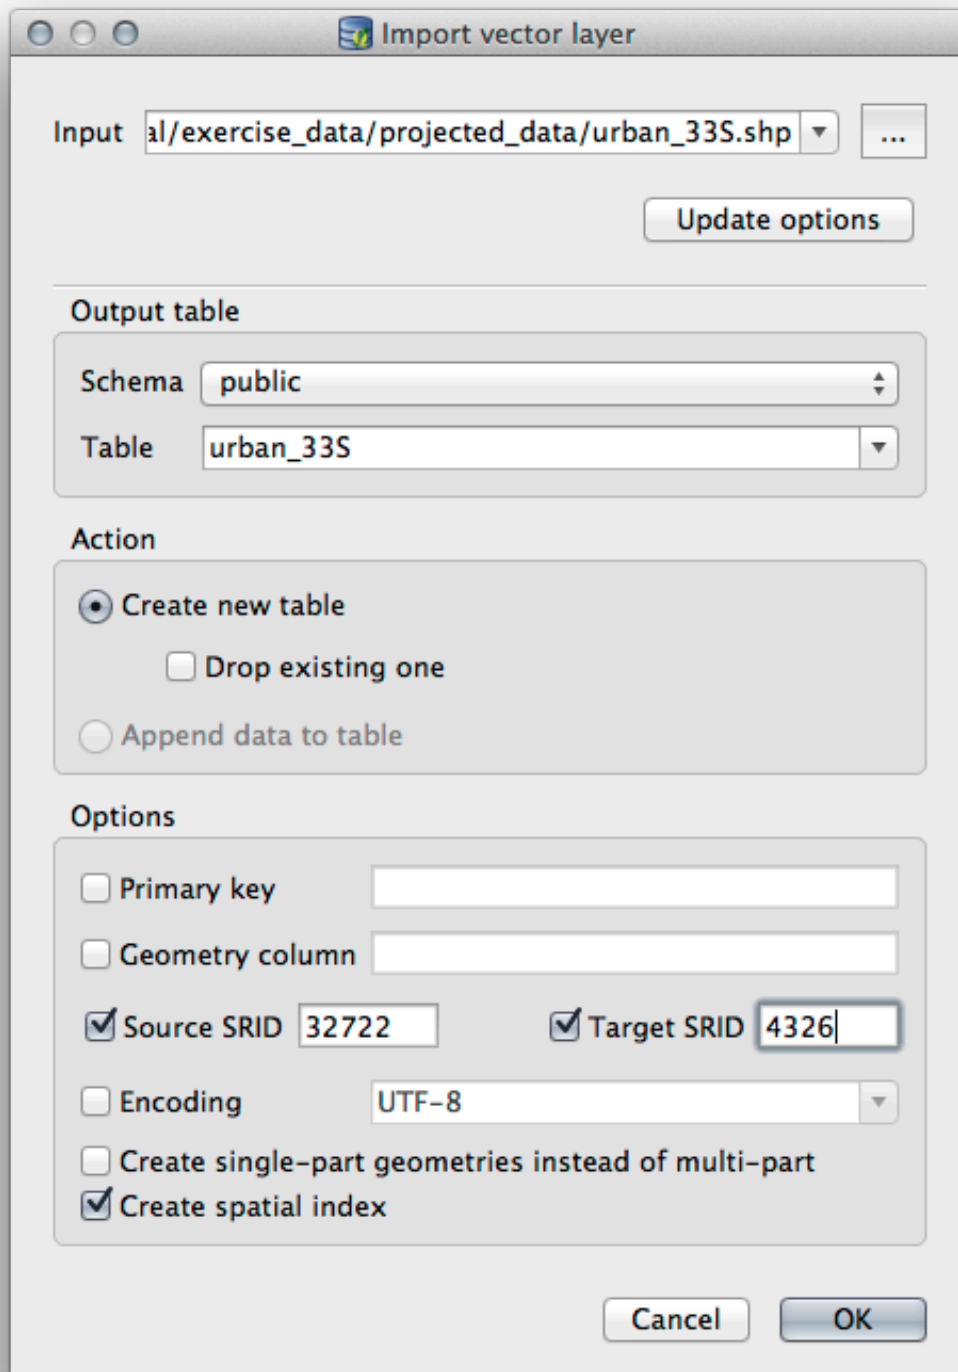 Import vector layer
Input al/exercise_data/projected_data/urban_33S.shp ...
Update options
Output table
Schema public
Table urban_33S
Action
Create new table
Drop existing one
Append data to table
Options
Primary key
Geometry column
Source SRID 32722 Target SRID 4326
Encoding UTF-8
Create single-part geometries instead of multi-part
Create spatial index
Cancel OK